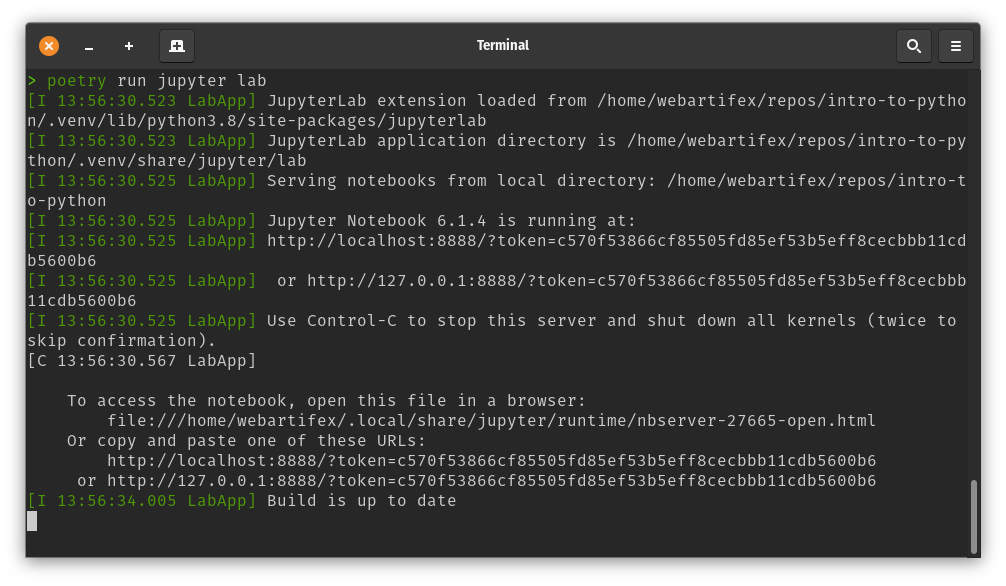 Terminal
> poetry run jupyter lab
[I 13:56:30.523 LabApp] JupyterLab extension loaded from /home/webartifex/repos/intro-to-pytho
n/.venv/lib/python3.8/site-packages/jupyterlab
[I 13:56:30.523 LabApp] JupyterLab application directory is /home/webartifex/repos/intro-to-py
thon/.venv/share/jupyter/lab
[I 13:56:30.525 LabApp] Serving notebooks from local directory: /home/webartifex/repos/intro-t
o-python
[I 13:56:30.525 LabApp] Jupyter Notebook 6.1.4 is running at:
[I 13:56:30.525 LabApp] http://localhost:8888/?token=c570f53866cf85505fd85ef53b5eff8cecbbb11cd
b5600b6
[I 13:56:30.525 LabApp]  or http://127.0.0.1:8888/?token=c570f53866cf85505fd85ef53b5eff8cecbbb
11cdb5600b6
[I 13:56:30.525 LabApp] Use Control-C to stop this server and shut down all kernels (twice to
skip confirmation).
[C 13:56:30.567 LabApp]
    To access the notebook, open this file in a browser:
        file:///home/webartifex/.local/share/jupyter/runtime/nbserver-27665-open.html
    Or copy and paste one of these URLs:
        http://localhost:8888/?token=c570f53866cf85505fd85ef53b5eff8cecbbb11cdb5600b6
     or http://127.0.0.1:8888/?token=c570f53866cf85505fd85ef53b5eff8cecbbb11cdb5600b6
[I 13:56:34.005 LabApp] Build is up to date